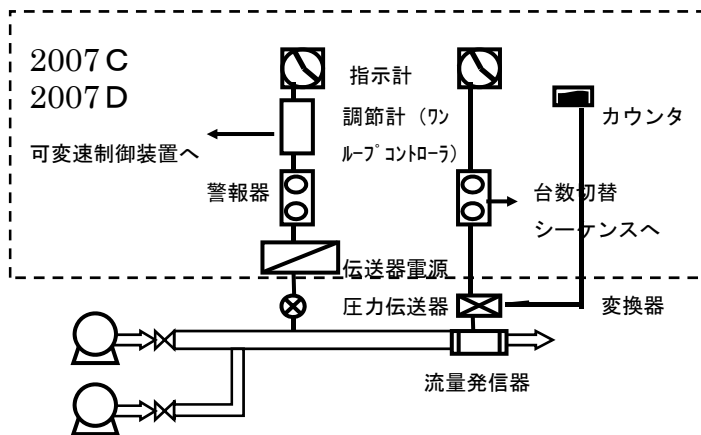 2007C
2007D
指示計
調節計（ﾜﾝ
ﾙｰﾌﾟｺﾝﾄﾛｰﾗ）
カウンタ
可変速制御装置へ
警報器
台数切替
シーケンスへ
伝送器電源
圧力伝送器
変換器
流量発信器